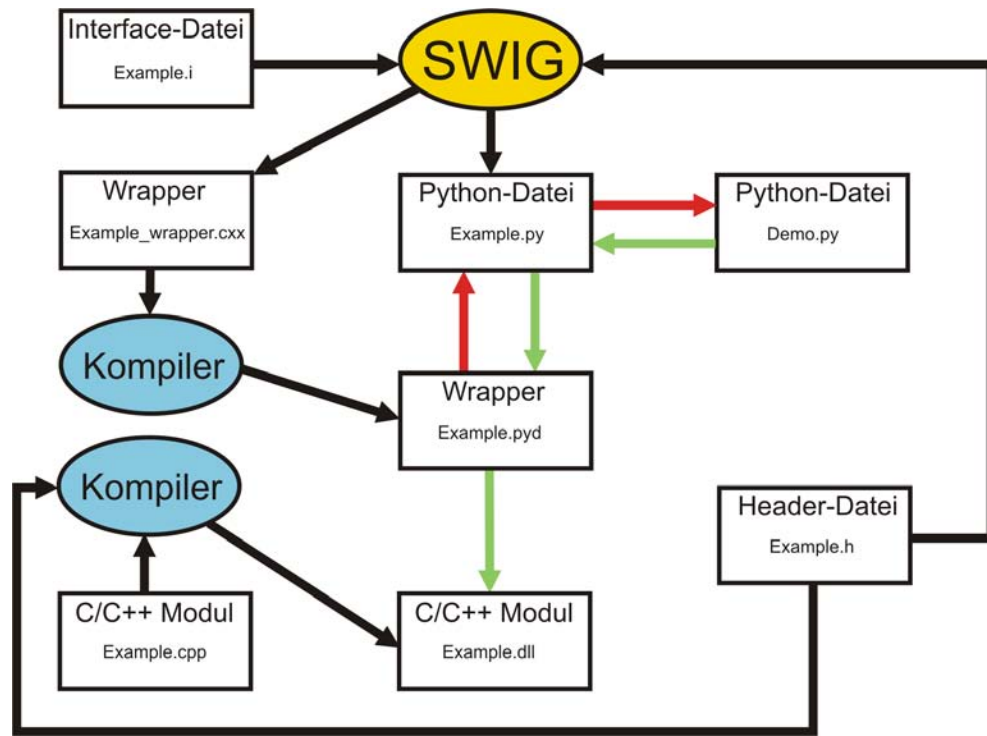 Interface-Datei
Example.i
SWIG
Wrapper
Example_wrapper.cxx
Python-Datei
Example.py
Python-Datei
Demo.py
Kompiler
Wrapper
Example.pyd
Kompiler
Header-Datei
Example.h
C/C++ Modul
Example.cpp
C/C++ Modul
Example.dll